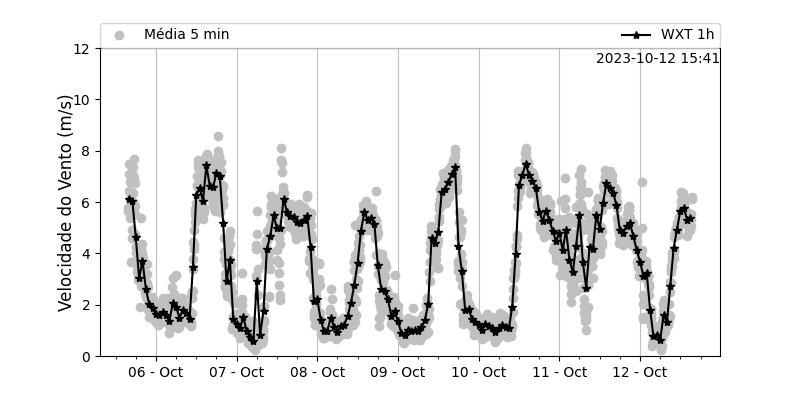 Média 5 min
WXT 1h
2023-10-12 15:41
Velocidade do Vento (m/s)
12
10
8
6
4
2
0
06 - Oct
07 - Oct
08 - Oct
09 - Oct
10 - Oct
11 - Oct
12 - Oct